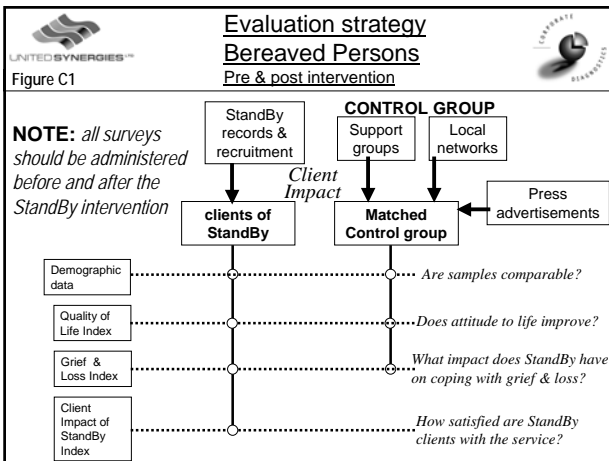 UNITED SYNERGIES LTD
Figure C1
Evaluation strategy
Bereaved Persons
Pre & post intervention
CORPORATE
DIAGNOSTICS
NOTE: all surveys
should be administered
before and after the
StandBy intervention
StandBy
records &
recruitment
CONTROL GROUP
Support
groups
Local
networks
Client
Impact
Press
advertisements
clients of
StandBy
Matched
Control group
Demographic
data
Are samples comparable?
Quality of
Life Index
Does attitude to life improve?
Grief &
Loss Index
What impact does StandBy have
on coping with grief & loss?
Client
Impact of
StandBy
Index
How satisfied are StandBy
clients with the service?